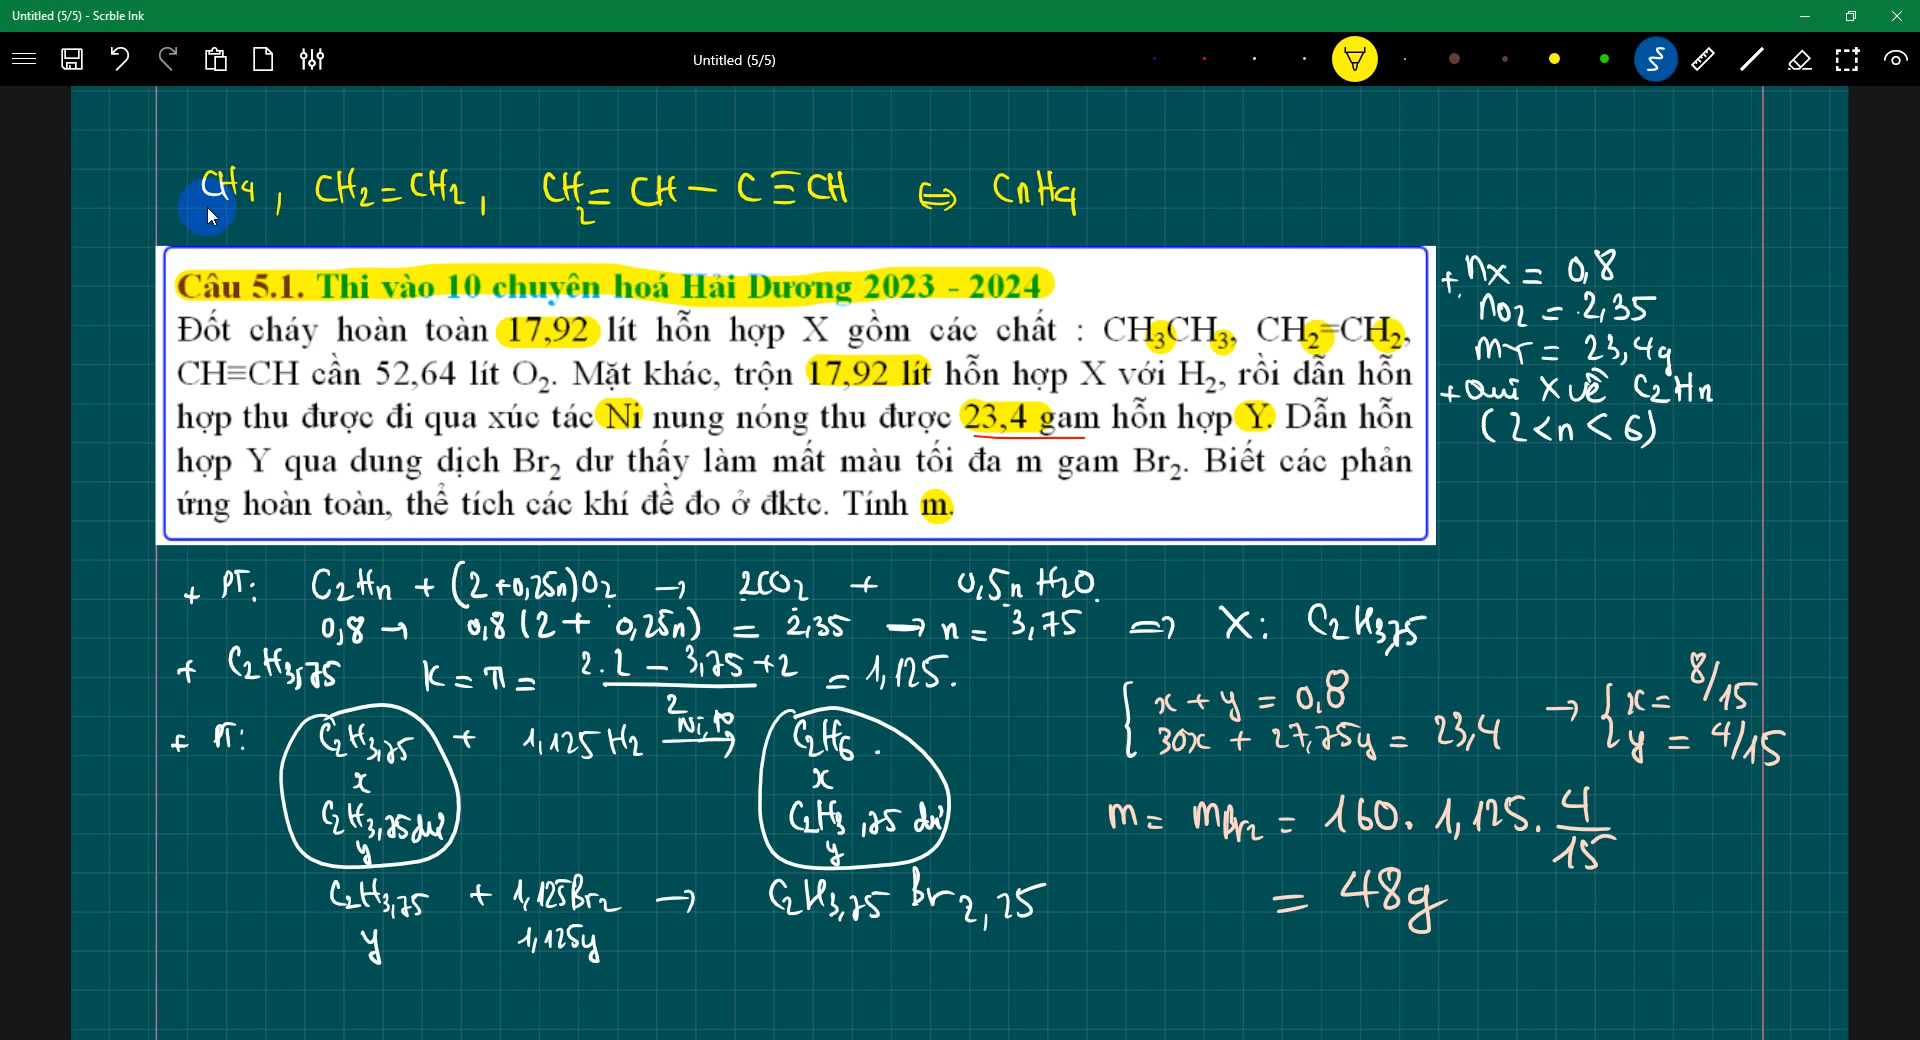 Untitled (5/5) - Scrble Ink
Untitled (5/5)
CH4 , CH2=CH2 , CH2=CH-C≡CH ⇔ CnH4
Câu 5.1. Thi vào 10 chuyên hoá Hải Dương 2023 - 2024
Đốt cháy hoàn toàn 17,92 lít hỗn hợp X gồm các chất : CH3CH3, CH2=CH2,
CH≡CH cần 52,64 lít O2. Mặt khác, trộn 17,92 lít hỗn hợp X với H2, rồi dẫn hỗn
hợp thu được đi qua xúc tác Ni nung nóng thu được 23,4 gam hỗn hợp Y. Dẫn hỗn
hợp Y qua dung dịch Br2 dư thấy làm mất màu tối đa m gam Br2. Biết các phản
ứng hoàn toàn, thể tích các khí đề đo ở đktc. Tính m.
+ nX = 0,8
nO2 = 2,35
mY = 23,4g
+ Qui X về C2Hn
(2<n<6)
+ PT: C2Hn + (2+0,25n)O2 → 2CO2 + 0,5n H2O
0,8 → 0,8(2 + 0,25n) = 2,35 → n = 3,75 ⇒ X: C2H3,75
+ C2H3,75 k = π = (2.2 - 3,75 + 2)/2 = 1,125.
+ PT: C2H3,75 + 1,125H2 Ni,to → C2H6
x x
C2H3,75 dư C2H3,75 dư
y y
C2H3,75 + 1,125Br2 → C2H3,75 Br2,25
y 1,125y
{ x + y = 0,8
30x + 27,75y = 23,4 → { x = 8/15
y = 4/15
m = mBr2 = 160. 1,125. 4/15
= 48g